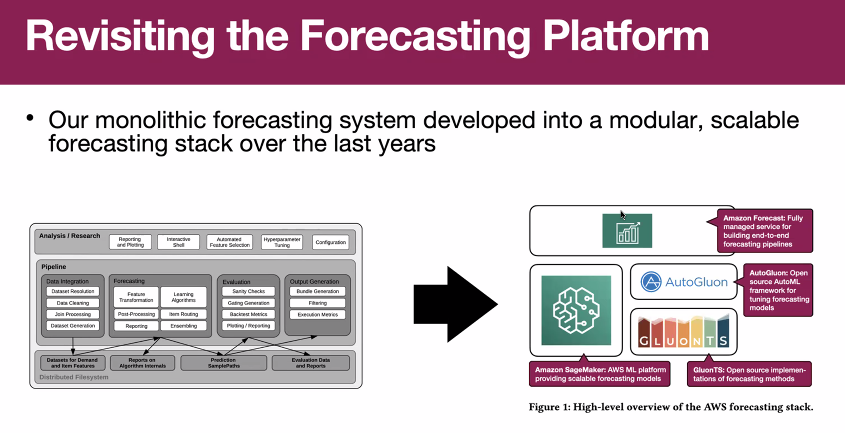 Revisiting the Forecasting Platform
• Our monolithic forecasting system developed into a modular, scalable
forecasting stack over the last years
Analysis / Research
Reporting
and Plotting
Interactive
Shell
Automated
Feature Selection
Hyperparameter
Tuning
Configuration
Pipeline
Data Integration
Dataset Resolution
Data Cleaning
Join Processing
Dataset Generation
Forecasting
Feature
Transformation
Learning
Algorithms
Post-Processing
Item Routing
Reporting
Ensembling
Evaluation
Sanity Checks
Gating Generation
Backtest Metrics
Plotting / Reporting
Output Generation
Bundle Generation
Filtering
Execution Metrics
Datasets for Demand
and Item Features
Reports on
Algorithm Internals
Prediction
SamplePaths
Evaluation Data
and Reports
Distributed Filesystem
Amazon Forecast: Fully
managed service for
building end-to-end
forecasting pipelines
AutoGluon
AutoGluon: Open
source AutoML
framework for
tuning forecasting
models
GLUONTS
Amazon SageMaker: AWS ML platform
providing scalable forecasting models
GluonTS: Open source implemen-
tations of forecasting methods
Figure 1: High-level overview of the AWS forecasting stack.